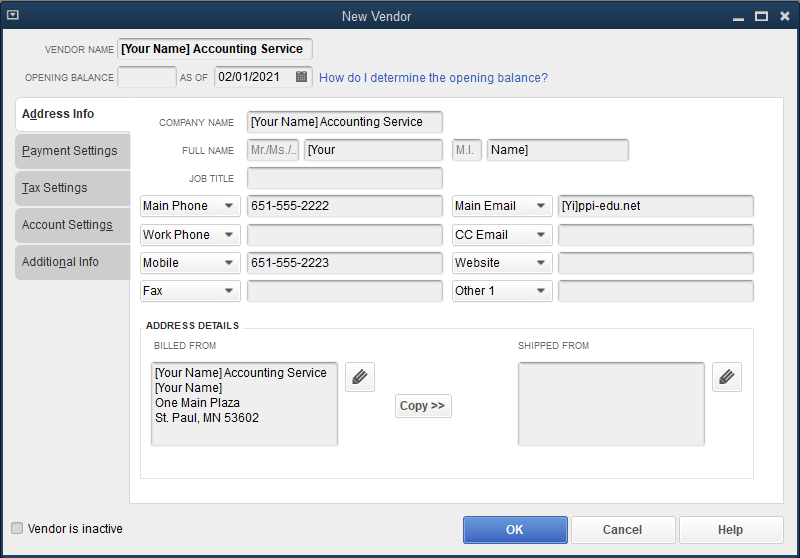 New Vendor
VENDOR NAME [Your Name] Accounting Service
OPENING BALANCE AS OF 02/01/2021 How do I determine the opening balance?
Address Info
Payment Settings
Tax Settings
Account Settings
Additional Info
COMPANY NAME [Your Name] Accounting Service
FULL NAME Mr./Ms./.. [Your M.I. Name]
JOB TITLE
Main Phone 651-555-2222 Main Email [Yi]ppi-edu.net
Work Phone CC Email
Mobile 651-555-2223 Website
Fax Other 1
ADDRESS DETAILS
BILLED FROM
[Your Name] Accounting Service
[Your Name]
One Main Plaza
St. Paul, MN 53602
Copy >>
SHIPPED FROM
Vendor is inactive
OK Cancel Help